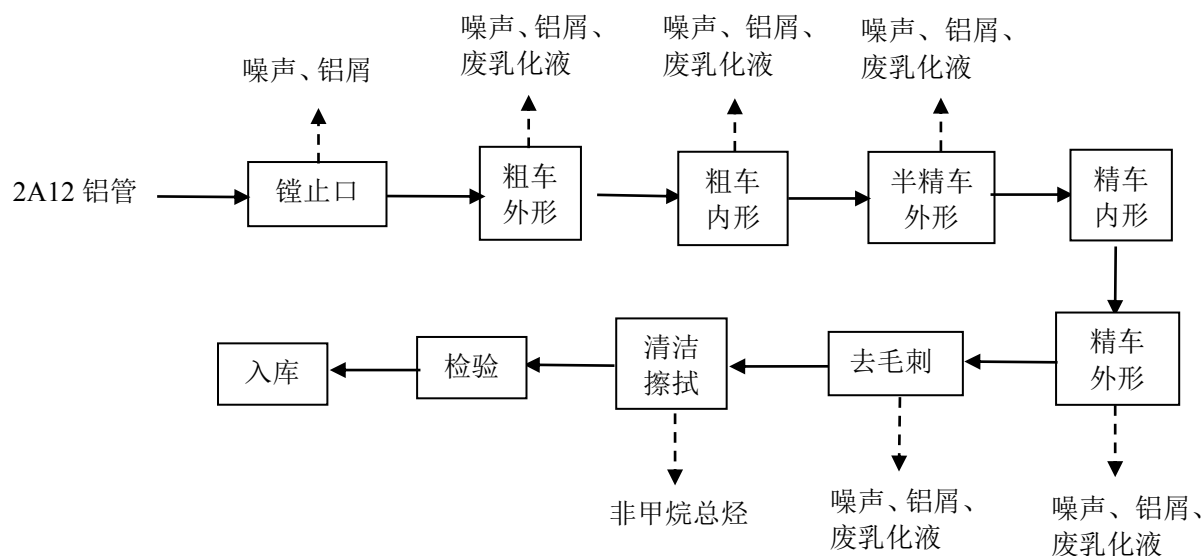 噪声、铝屑
噪声、铝屑、
废乳化液
噪声、铝屑、
废乳化液
噪声、铝屑、
废乳化液
2A12 铝管
镗止口
粗车
外形
粗车
内形
半精车
外形
精车
内形
入库
检验
清洁
擦拭
去毛刺
精车
外形
非甲烷总烃
噪声、铝屑、
废乳化液
噪声、铝屑、
废乳化液